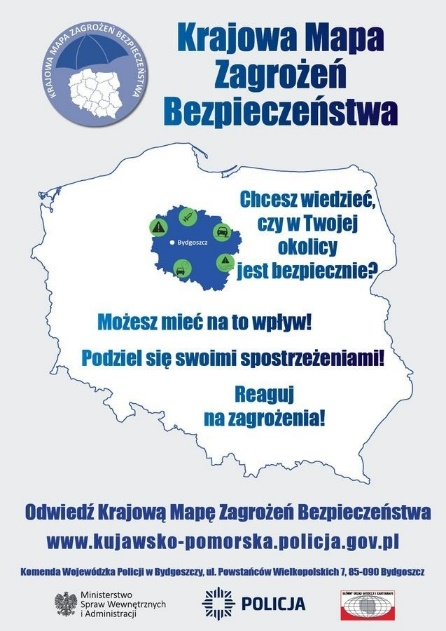 KRAJOWA MAPA ZAGROŻEŃ BEZPIECZEŃSTWA
Krajowa Mapa
Zagrożeń
Bezpieczeństwa
Chcesz wiedzieć,
czy w Twojej
okolicy
jest bezpiecznie?
Bydgoszcz
Możesz mieć na to wpływ!
Podziel się swoimi spostrzeżeniami!
Reaguj
na zagrożenia!
Odwiedź Krajową Mapę Zagrożeń Bezpieczeństwa
www.kujawsko-pomorska.policja.gov.pl
Komenda Wojewódzka Policji w Bydgoszczy, ul. Powstańców Wielkopolskich 7, 85-090 Bydgoszcz
Ministerstwo
Spraw Wewnętrznych
i Administracji
POLICJA